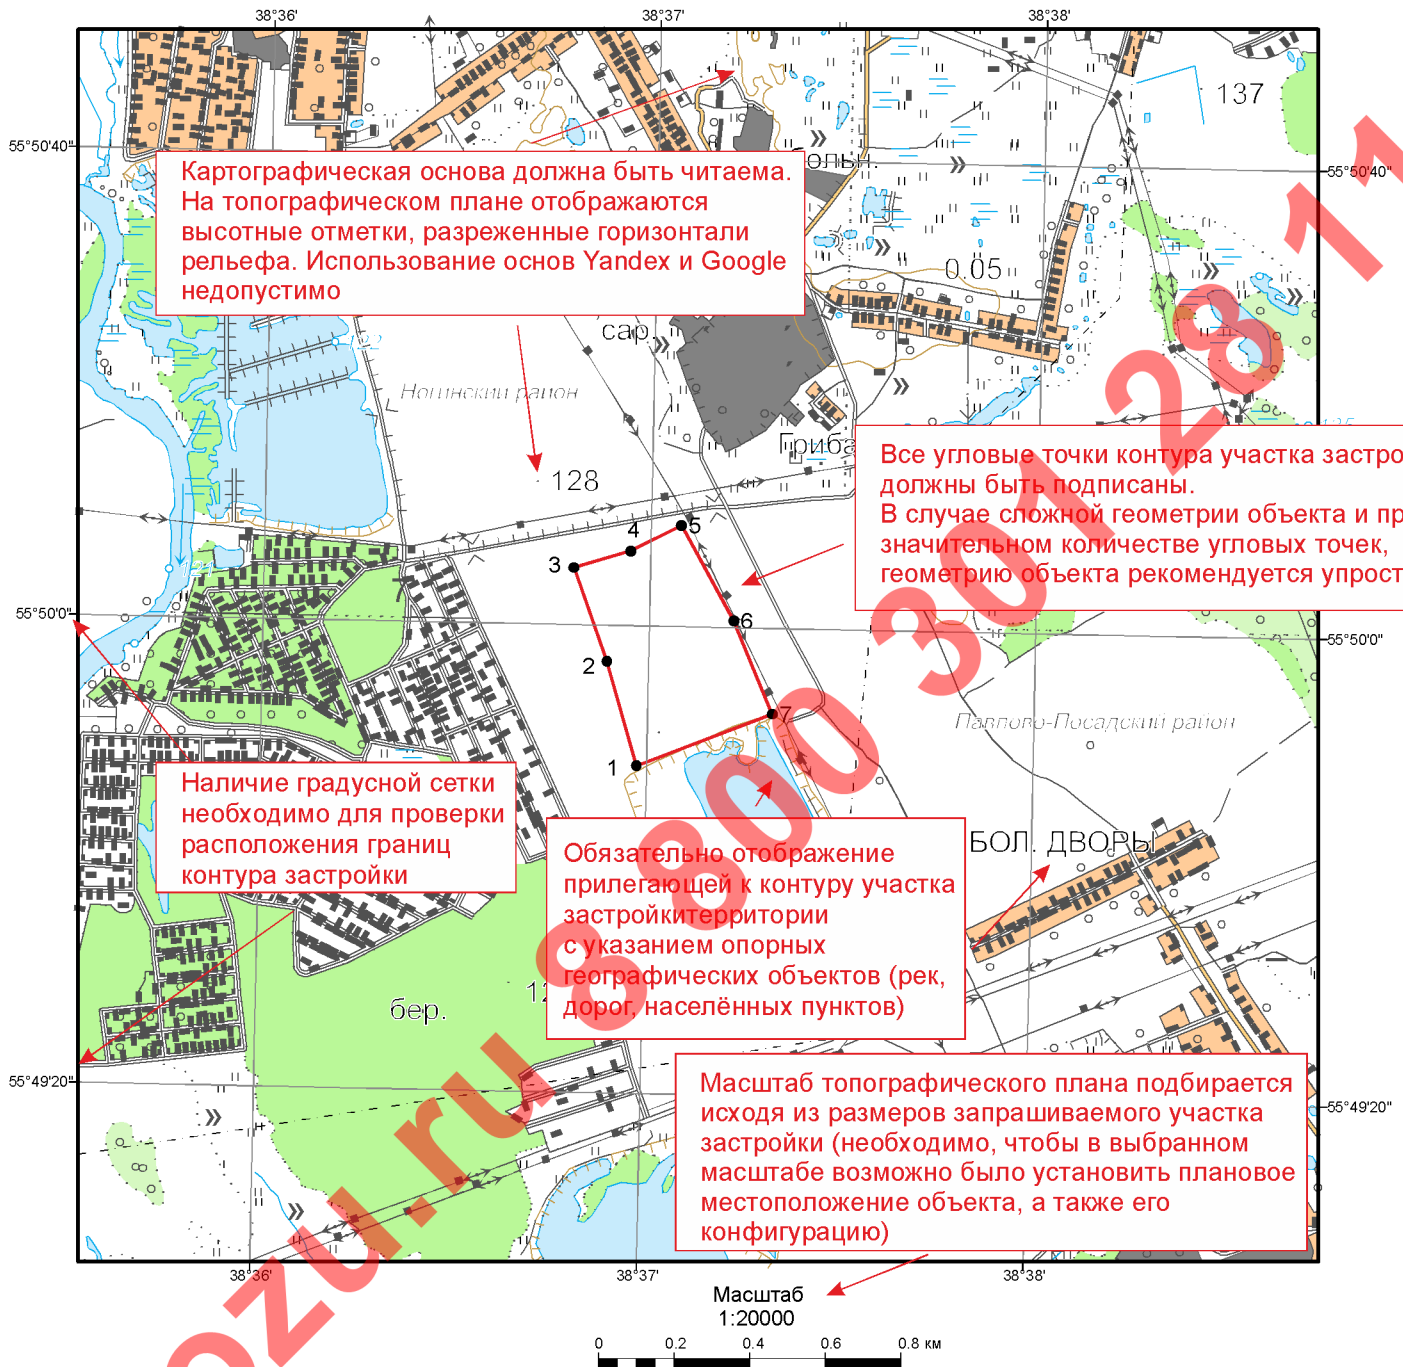 38°36'
38°37'
38°38'
137
55°50'40"
55°50'40"
Картографическая основа должна быть читаема.
На топографическом плане отображаются
высотные отметки, разреженные горизонтали
рельефа. Использование основ Yandex и Google
недопустимо
0.05
сар.
122
Ногинский район
128
Все угловые точки контура участка
должны быть подписаны.
В случае сложной геометрии объекта и
значительном количестве угловых точек,
геометрию объекта рекомендуется
121
5
4
3
55°50'0"
6
55°50'0"
2
7
Павлово-Посадский район
1
Наличие градусной сетки
необходимо для проверки
расположения границ
контура застройки
БОЛ. ДВОРЫ
Обязательно отображение
прилегающей к контуру участка
застройкитерритории
с указанием опорных
географических объектов (рек,
дорог, населённых пунктов)
бер.
55°49'20"
55°49'20"
Масштаб топографического плана подбирается
исходя из размеров запрашиваемого участка
застройки (необходимо, чтобы в выбранном
масштабе возможно было установить плановое
местоположение объекта, а также его
конфигурацию)
38°36'
38°37'
38°38'
Масштаб
1:20000
0 0.2 0.4 0.6 0.8 км
ozu.ru 8 800 301 28 11